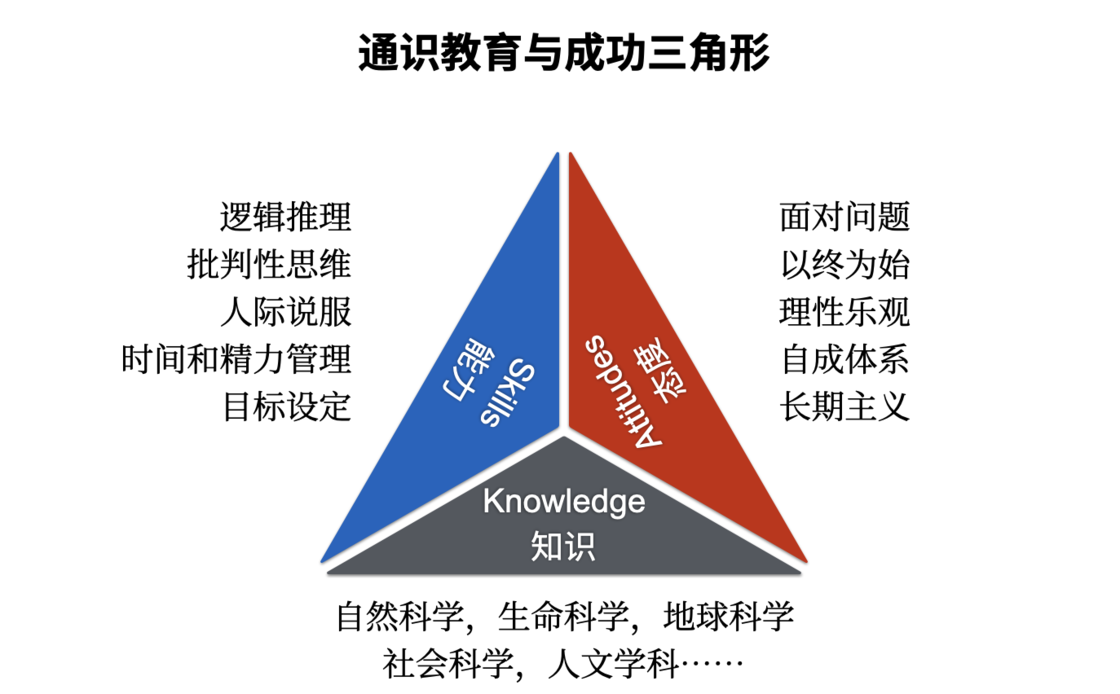 通识教育与成功三角形
逻辑推理
批判性思维
人际说服
时间和精力管理
目标设定
Skills
能力
Attitudes
态度
面对问题
以终为始
理性乐观
自成体系
长期主义
Knowledge
知识
自然科学，生命科学，地球科学
社会科学，人文学科……